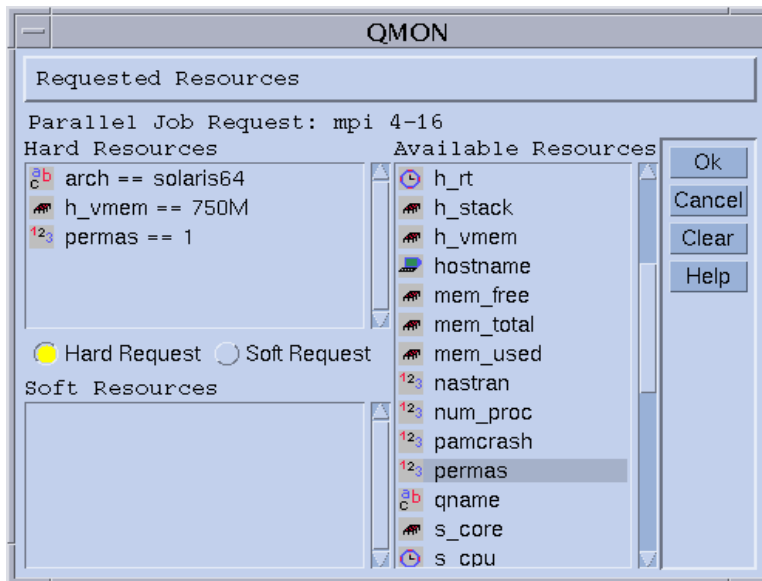 QMON
Requested Resources
Parallel Job Request: mpi 4-16
Hard Resources
arch == solaris64
h_vmem == 750M
permas == 1
Hard Request
Soft Request
Soft Resources
Available Resources
h_rt
h_stack
h_vmem
hostname
mem_free
mem_total
mem_used
nastran
num_proc
pamcrash
permas
qname
s_core
s_cpu
Ok
Cancel
Clear
Help